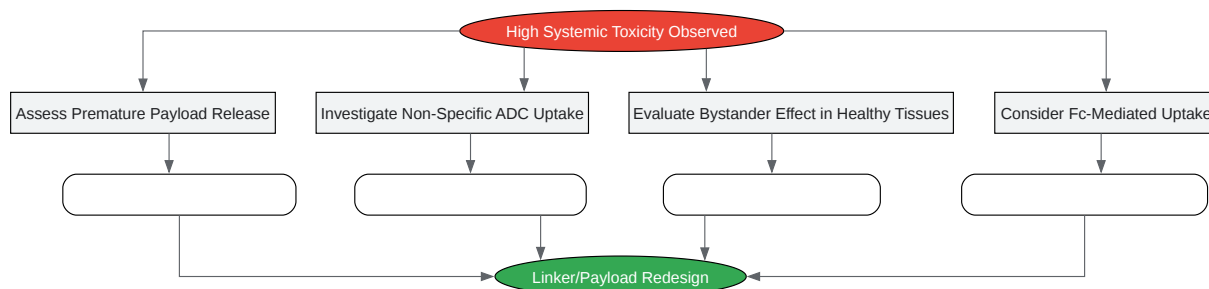 High Systemic Toxicity Observed
Assess Premature Payload Release
Investigate Non-Specific ADC Uptake
Evaluate Bystander Effect in Healthy Tissues
Consider Fc-Mediated Uptake
Linker/Payload Redesign